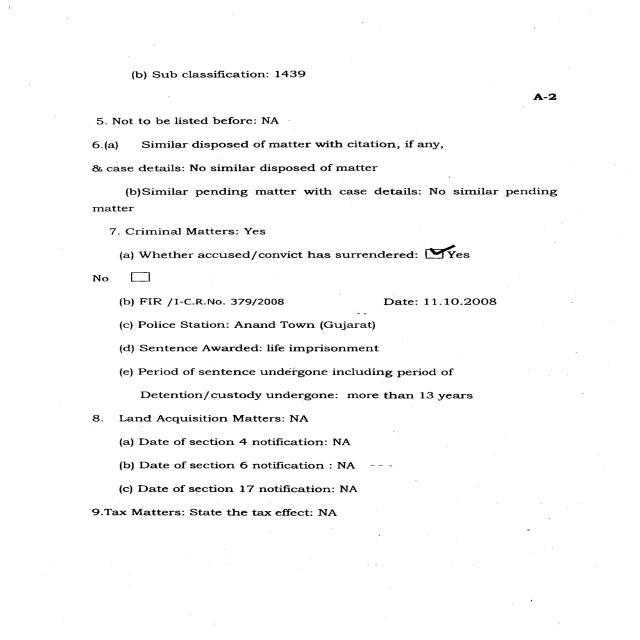 (b) Sub classification: 1439
A-2
5. Not to be listed before: NA
6.(a) Similar disposed of matter with citation, if any,
& case details: No similar disposed of matter
(b)Similar pending matter with case details: No similar pending
matter
7. Criminal Matters: Yes
(a) Whether accused/convict has surrendered: Yes
No
(b) FIR /I-C.R.No. 379/2008 Date: 11.10.2008
(c) Police Station: Anand Town (Gujarat)
(d) Sentence Awarded: life imprisonment
(e) Period of sentence undergone including period of
Detention/custody undergone: more than 13 years
8. Land Acquisition Matters: NA
(a) Date of section 4 notification: NA
(b) Date of section 6 notification : NA - - -
(c) Date of section 17 notification: NA
9.Tax Matters: State the tax effect: NA